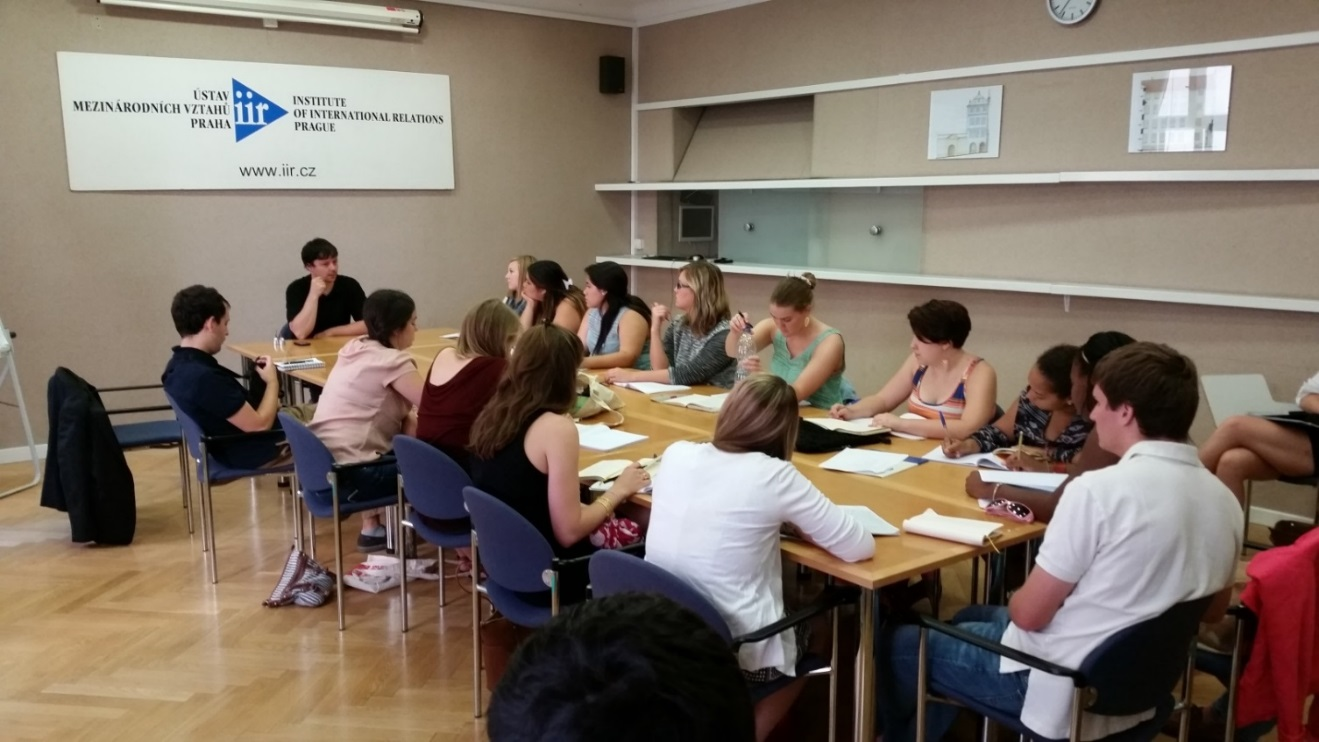 ÚSTAV
MEZINÁRODNÍCH VZTAHŮ
PRAHA
iir
INSTITUTE
OF INTERNATIONAL RELATIONS
PRAGUE
www.iir.cz